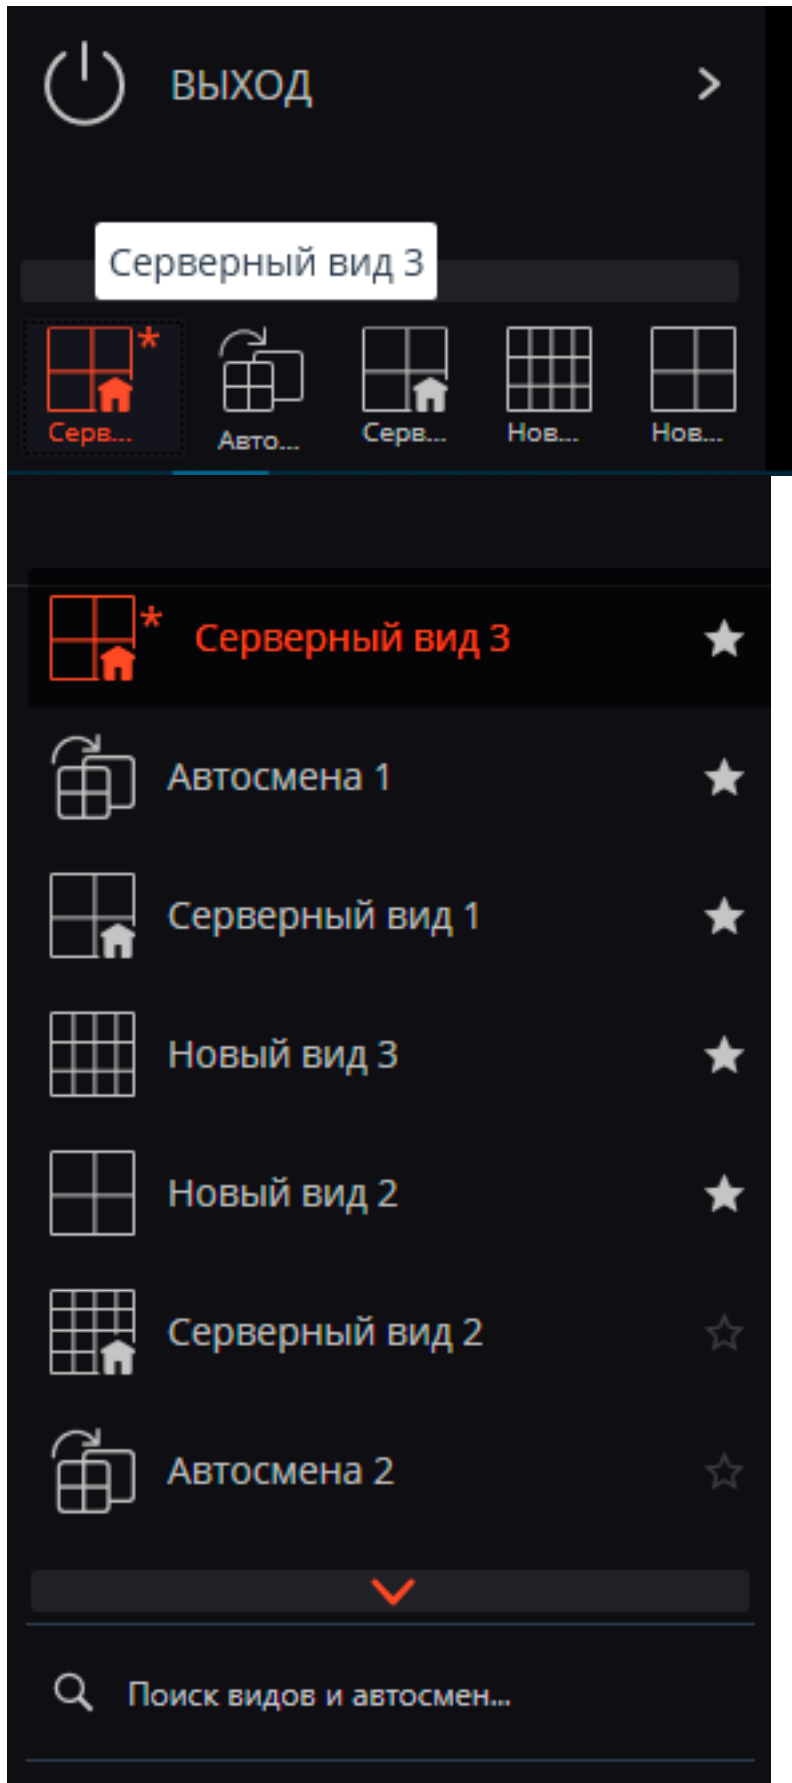 ВЫХОД
Серверный вид 3
Серв...
Авто...
Серв...
Нов...
Нов...
* Серверный вид 3
Автосмена 1
Серверный вид 1
Новый вид 3
Новый вид 2
Серверный вид 2
Автосмена 2
Поиск видов и автосмен...